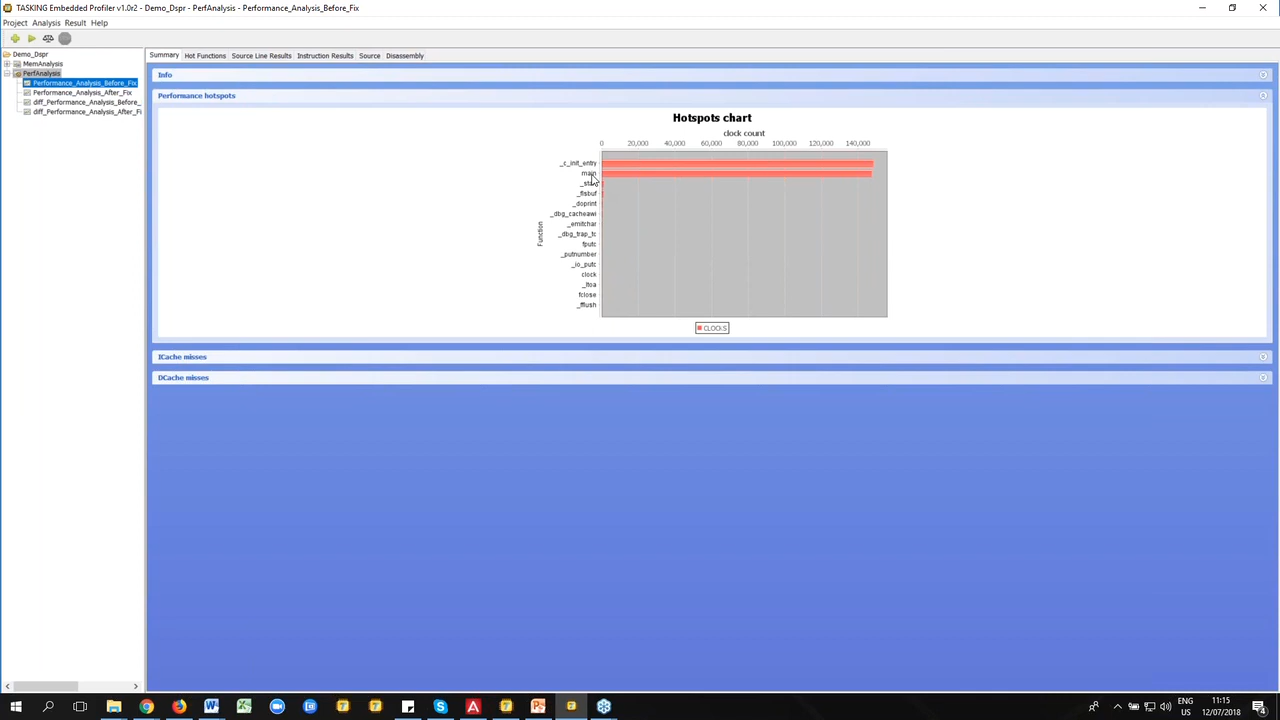 TASKING Embedded Profiler v1.0r2 - Demo_Dspr - PerfAnalysis - Performance_Analysis_Before_Fix
Project Analysis Result Help
Demo_Dspr
MemAnalysis
PerfAnalysis
Performance_Analysis_Before_Fix
Performance_Analysis_After_Fix
diff_Performance_Analysis_Before_
diff_Performance_Analysis_After_Fi
Summary Hot Functions Source Line Results Instruction Results Source Disassembly
Info
Performance hotspots
Hotspots chart
clock count
0 20,000 40,000 60,000 80,000 100,000 120,000 140,000
Function
_c_init_entry
main
_flsbuf
_doprint
_dbg_cacheawi
_emitchar
_dbg_trap_tc
fputc
_putnumber
_io_putc
clock
_ltoa
fclose
_fflush
CLOCKS
ICache misses
DCache misses
ENG
US
11:15
12/07/2018